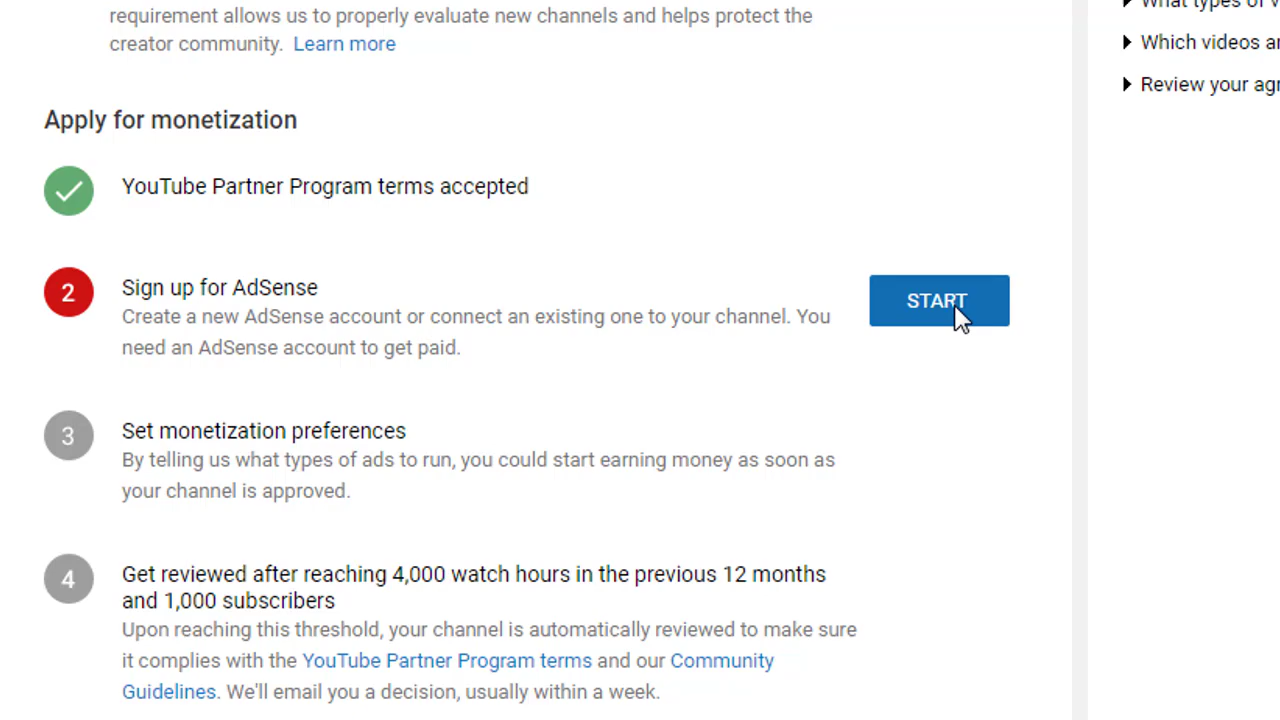 requirement allows us to properly evaluate new channels and helps protect the
creator community. Learn more
Apply for monetization
YouTube Partner Program terms accepted
2
Sign up for AdSense
Create a new AdSense account or connect an existing one to your channel. You
need an AdSense account to get paid.
START
3
Set monetization preferences
By telling us what types of ads to run, you could start earning money as soon as
your channel is approved.
4
Get reviewed after reaching 4,000 watch hours in the previous 12 months
and 1,000 subscribers
Upon reaching this threshold, your channel is automatically reviewed to make sure
it complies with the YouTube Partner Program terms and our Community
Guidelines. We'll email you a decision, usually within a week.
What types of
Which videos
Review your